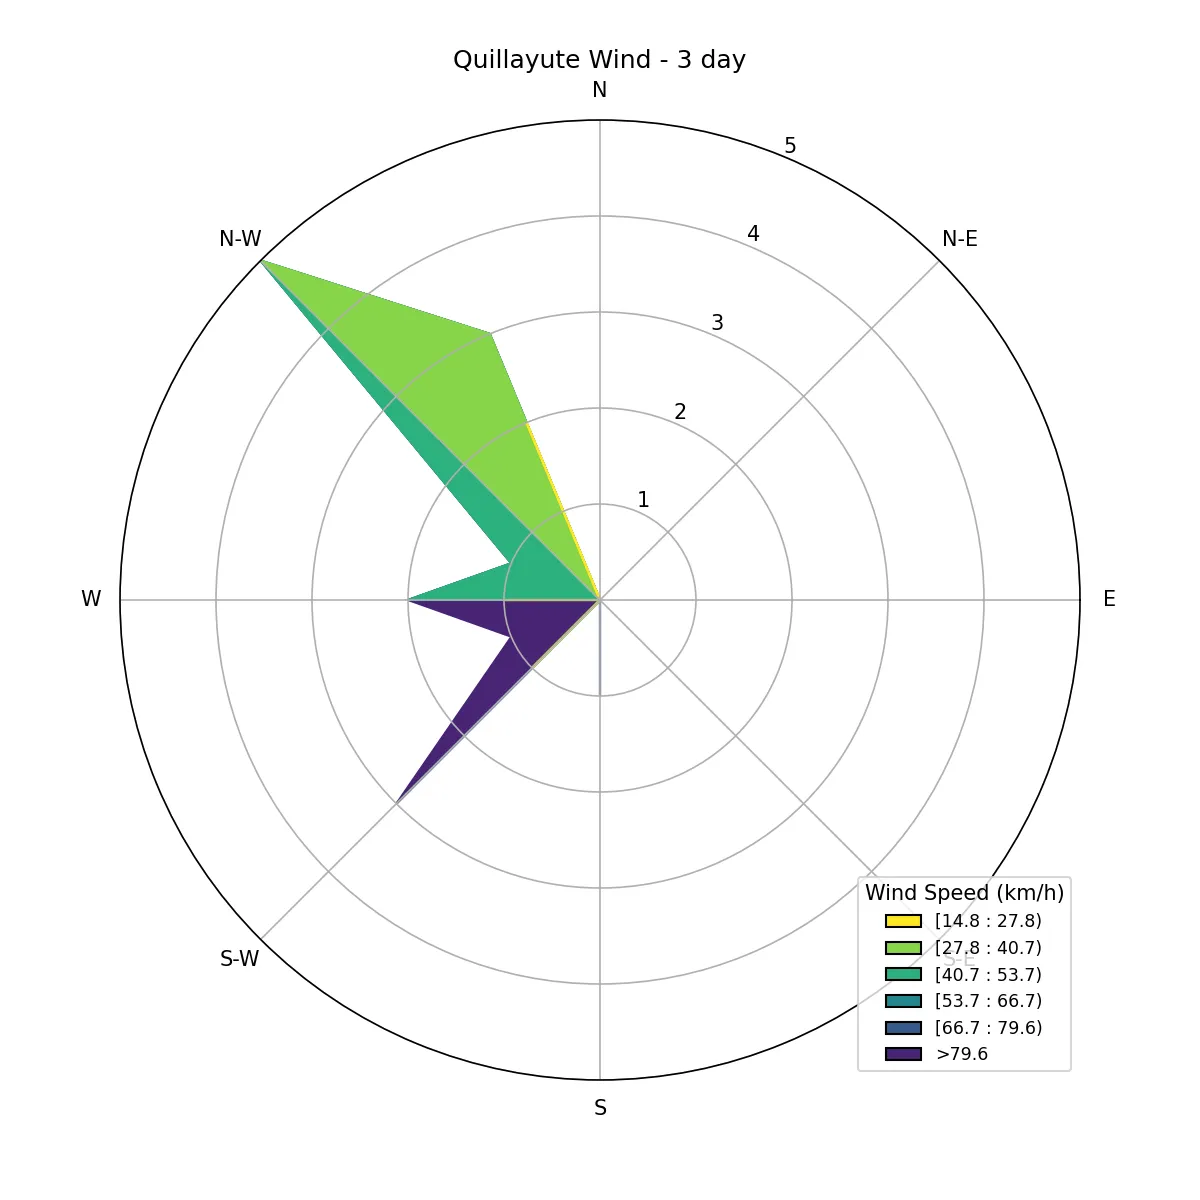 Quillayute Wind - 3 day
N
5
N-W
N-E
4
3
2
1
W
E
S-W
S-E
S
Wind Speed (km/h)
[14.8 : 27.8)
[27.8 : 40.7)
[40.7 : 53.7)
[53.7 : 66.7)
[66.7 : 79.6)
>79.6